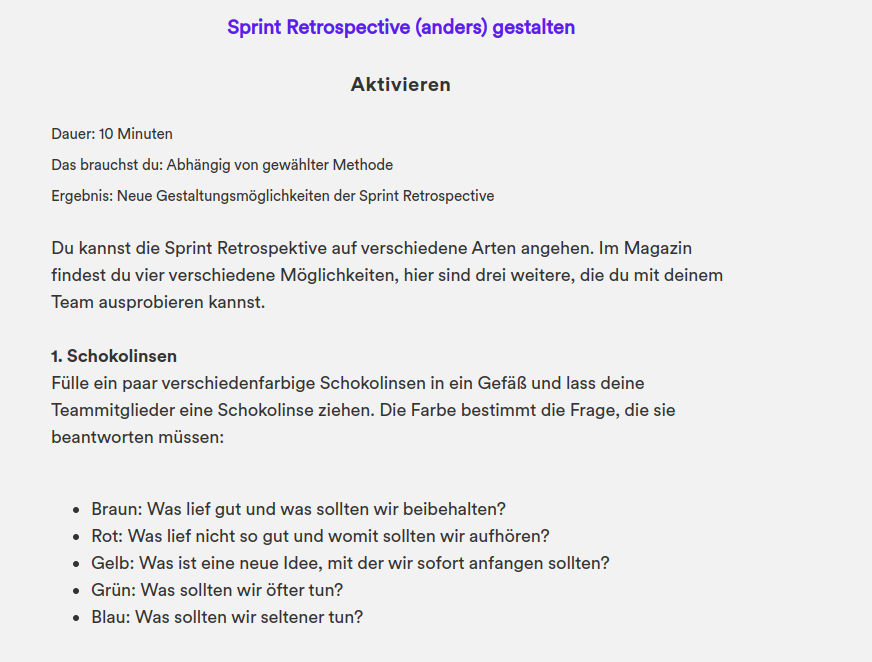 Sprint Retrospective (anders) gestalten
Aktivieren
Dauer: 10 Minuten
Das brauchst du: Abhängig von gewählter Methode
Ergebnis: Neue Gestaltungsmöglichkeiten der Sprint Retrospective
Du kannst die Sprint Retrospektive auf verschiedene Arten angehen. Im Magazin
findest du vier verschiedene Möglichkeiten, hier sind drei weitere, die du mit deinem
Team ausprobieren kannst.
1. Schokolinsen
Fülle ein paar verschiedenfarbige Schokolinsen in ein Gefäß und lass deine
Teammitglieder eine Schokolinse ziehen. Die Farbe bestimmt die Frage, die sie
beantworten müssen:
• Braun: Was lief gut und was sollten wir beibehalten?
• Rot: Was lief nicht so gut und womit sollten wir aufhören?
• Gelb: Was ist eine neue Idee, mit der wir sofort anfangen sollten?
• Grün: Was sollten wir öfter tun?
• Blau: Was sollten wir seltener tun?